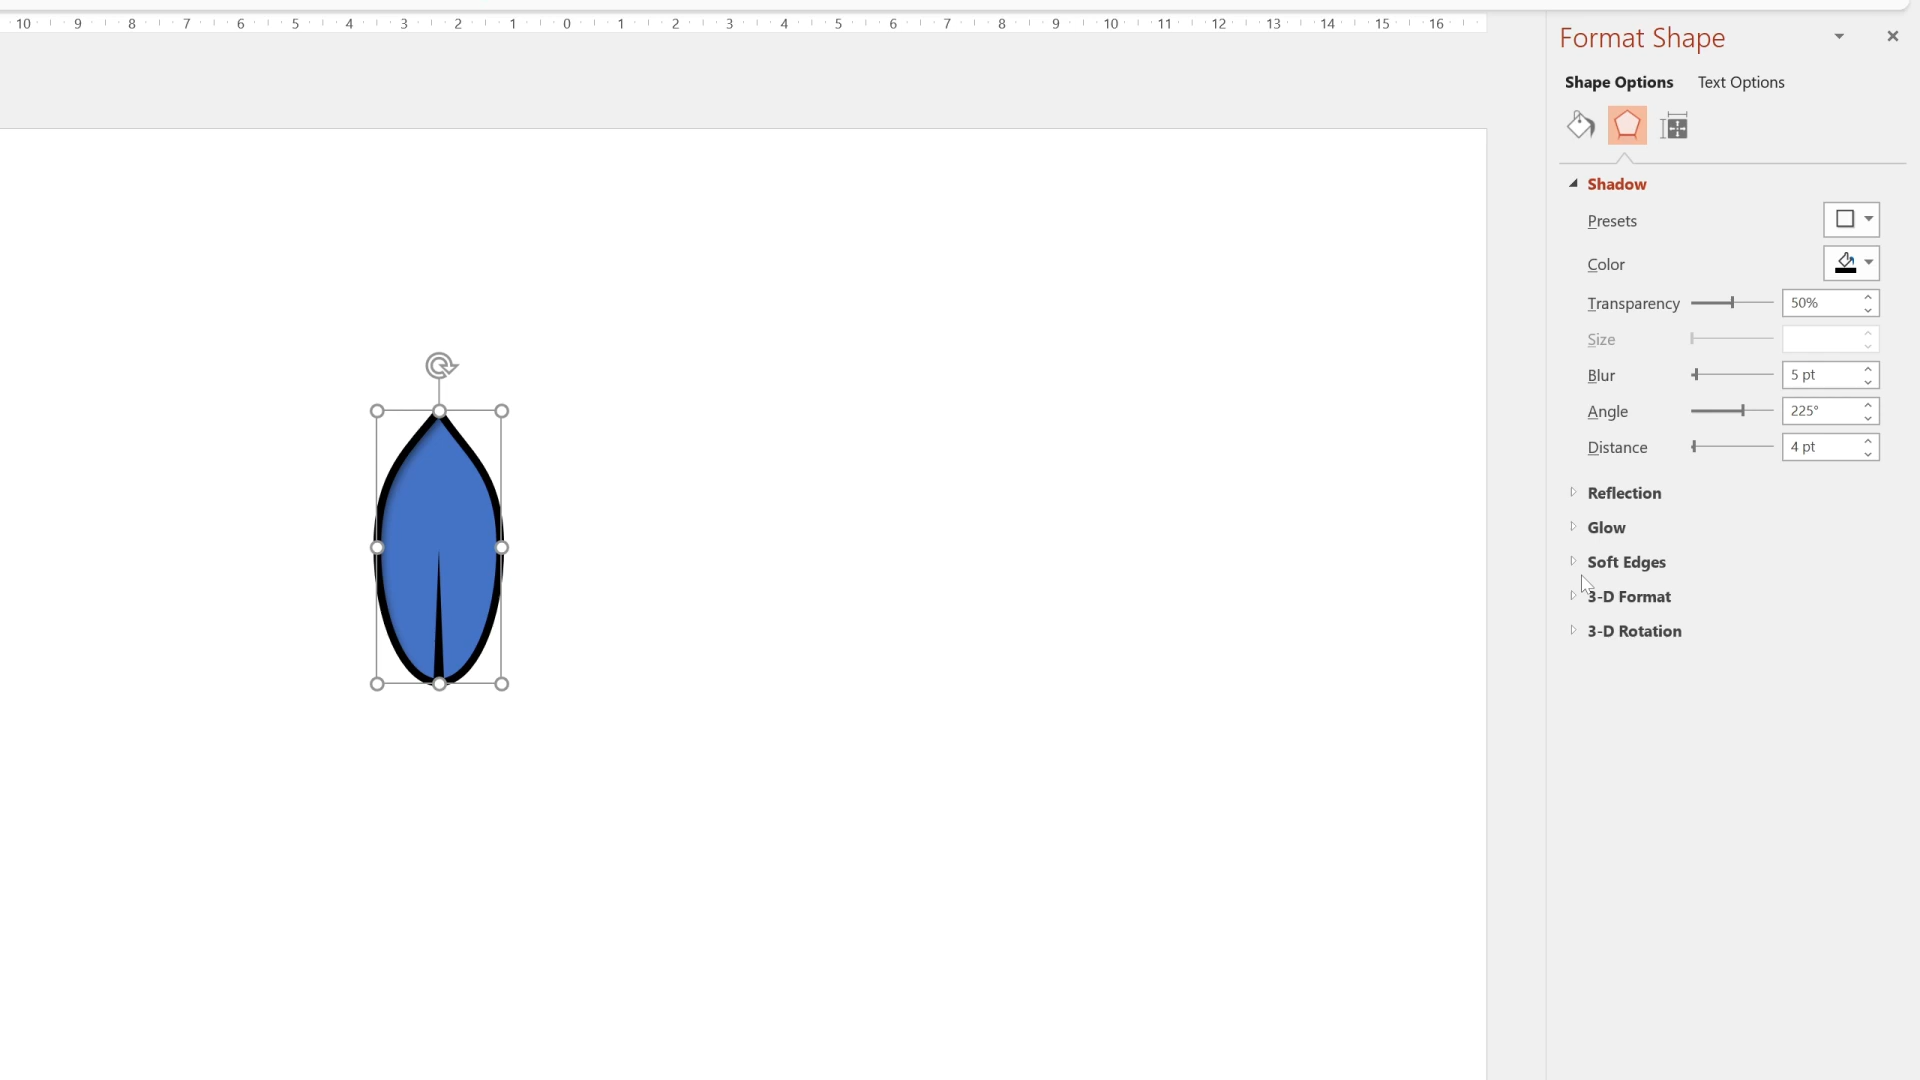 10 9 8 7 6 5 4 3 2 1 0 1 2 3 4 5 6 7 8 9 10 11 12 13 14 15 16
Format Shape
Shape Options Text Options
Shadow
Presets
Color
Transparency 50%
Size
Blur 5 pt
Angle 225°
Distance 4 pt
Reflection
Glow
Soft Edges
3-D Format
3-D Rotation